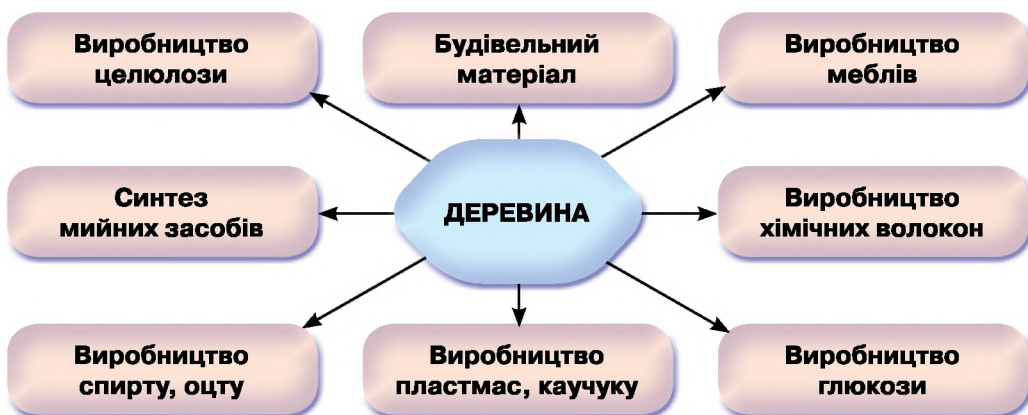 Виробництво
целюлози
Будівельний
матеріал
Виробництво
меблів
Синтез
мийних засобів
ДЕРЕВИНА
Виробництво
хімічних волокон
Виробництво
спирту, оцту
Виробництво
пластмас, каучуку
Виробництво
глюкози